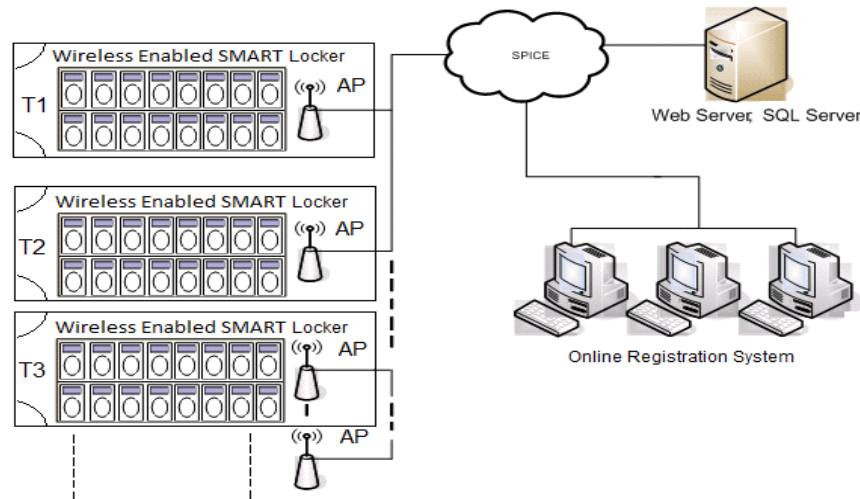 Wireless Enabled SMART Locker
T1
AP
SPICE
Web Server, SQL Server
Wireless Enabled SMART Locker
T2
AP
Wireless Enabled SMART Locker
T3
AP
AP
Online Registration System